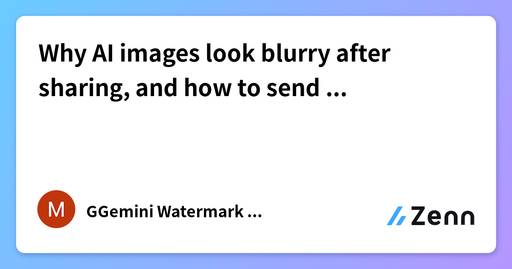 Why AI images look blurry after
sharing, and how to send ...
M
GGemini Watermark ...
Zenn